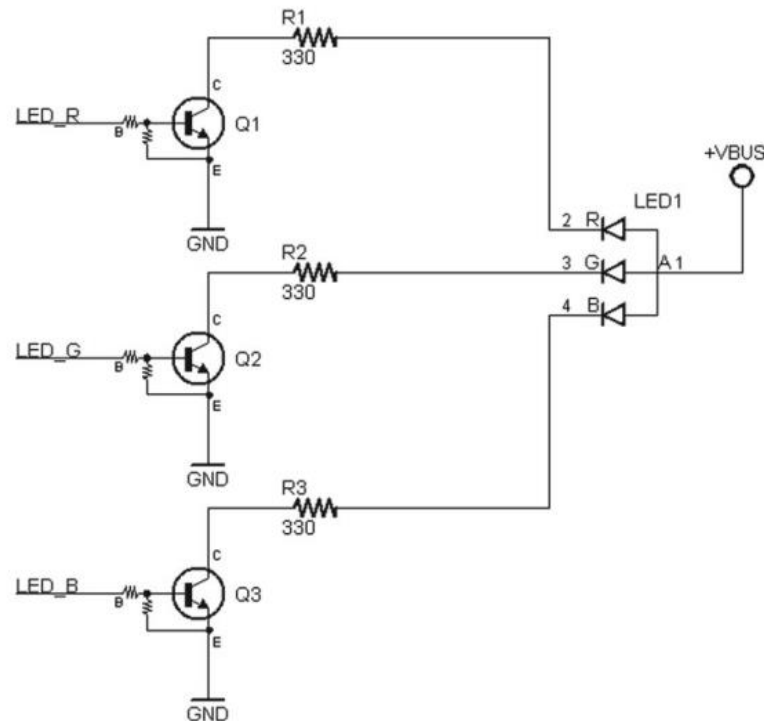 R1
330
C
LED_R
B
Q1
E
GND
+VBUS
LED1
2 R
R2
330
3 G A 1
C
4 B
LED_G
B
Q2
E
GND
R3
330
C
LED_B
B
Q3
E
GND